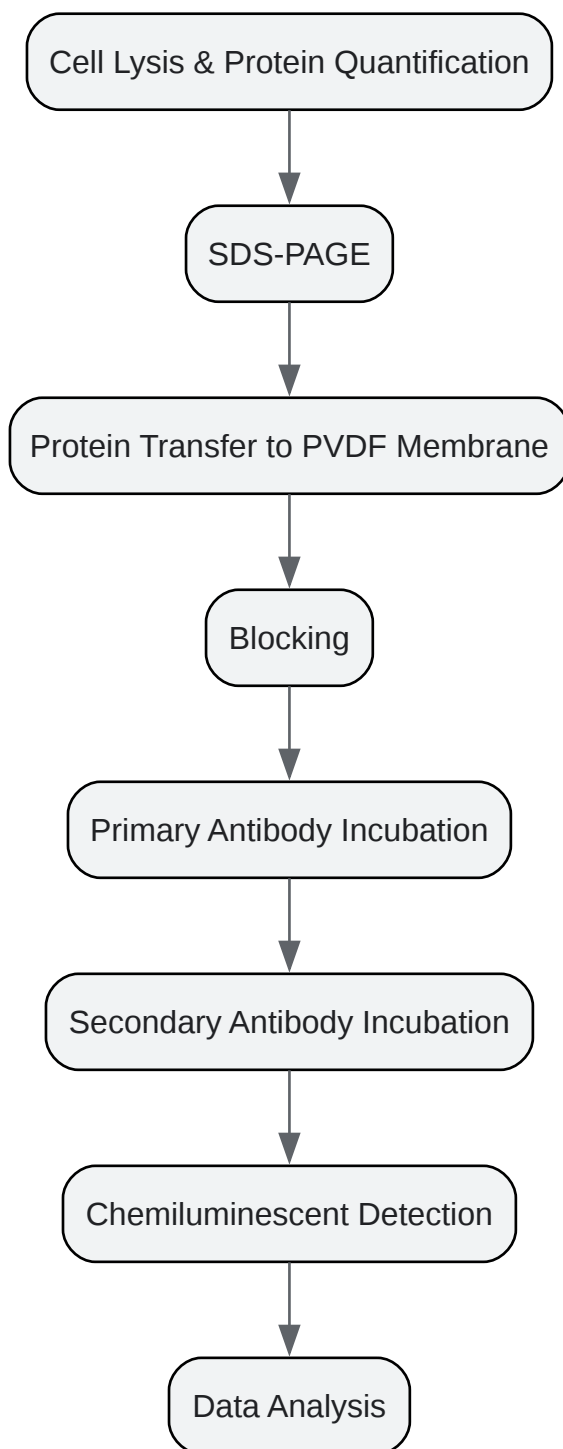 Cell Lysis & Protein Quantification
SDS-PAGE
Protein Transfer to PVDF Membrane
Blocking
Primary Antibody Incubation
Secondary Antibody Incubation
Chemiluminescent Detection
Data Analysis